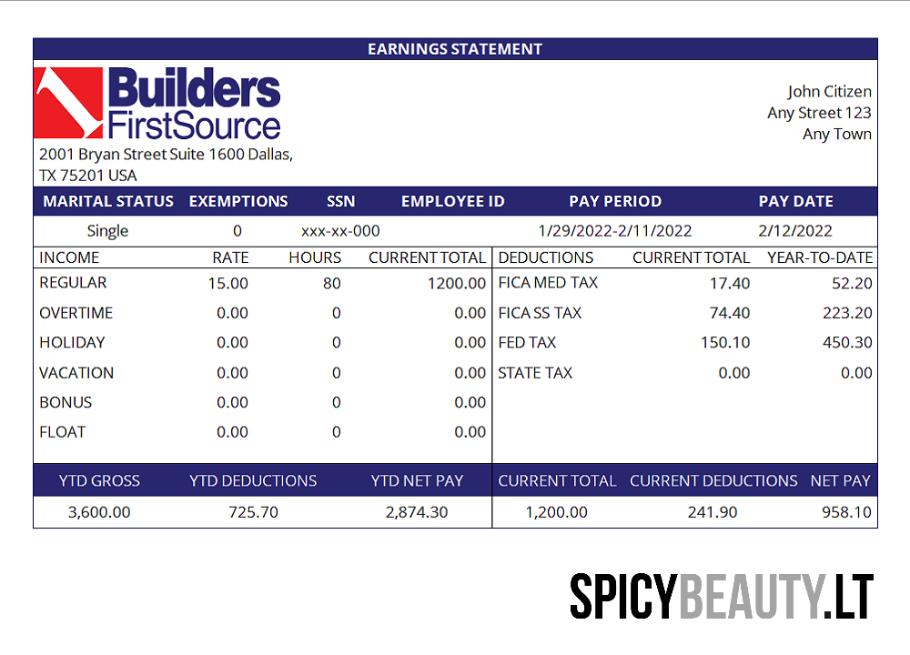 EARNINGS STATEMENT
Builders
FirstSource
2001 Bryan Street Suite 1600 Dallas,
TX 75201 USA
John Citizen
Any Street 123
Any Town
MARITAL STATUS EXEMPTIONS SSN EMPLOYEE ID PAY PERIOD PAY DATE
Single 0 xxx-xx-000 1/29/2022-2/11/2022 2/12/2022
INCOME RATE HOURS CURRENT TOTAL DEDUCTIONS CURRENT TOTAL YEAR-TO-DATE
REGULAR 15.00 80 1200.00 FICA MED TAX 17.40 52.20
OVERTIME 0.00 0 0.00 FICA SS TAX 74.40 223.20
HOLIDAY 0.00 0 0.00 FED TAX 150.10 450.30
VACATION 0.00 0 0.00 STATE TAX 0.00 0.00
BONUS 0.00 0 0.00
FLOAT 0.00 0 0.00
YTD GROSS YTD DEDUCTIONS YTD NET PAY CURRENT TOTAL CURRENT DEDUCTIONS NET PAY
3,600.00 725.70 2,874.30 1,200.00 241.90 958.10
SPICYBEAUTY.LT